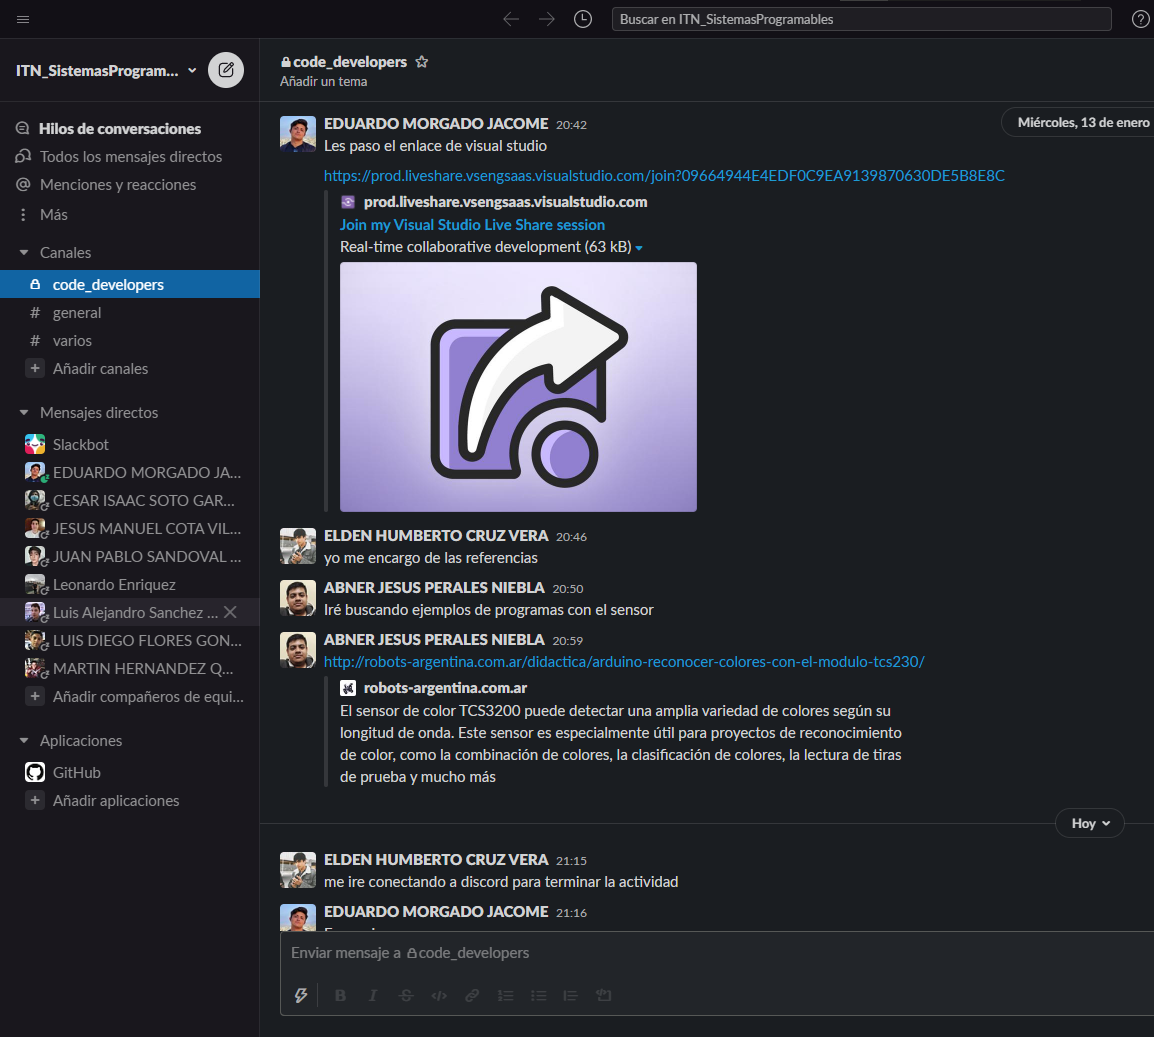 Buscar en ITN_SistemasProgramables
ITN_SistemasProgram...
Hilos de conversaciones
Todos los mensajes directos
Menciones y reacciones
Más
Canales
code_developers
# general
# varios
+ Añadir canales
Mensajes directos
Slackbot
EDUARDO MORGADO JA...
CESAR ISAAC SOTO GAR...
JESUS MANUEL COTA VIL...
JUAN PABLO SANDOVAL ...
Leonardo Enriquez
Luis Alejandro Sanchez ...
LUIS DIEGO FLORES GON...
MARTIN HERNANDEZ Q...
+ Añadir compañeros de equi...
Aplicaciones
GitHub
+ Añadir aplicaciones
code_developers
Añadir un tema
Miércoles, 13 de enero
EDUARDO MORGADO JACOME 20:42
Les paso el enlace de visual studio
https://prod.liveshare.vsengsaas.visualstudio.com/join?09664944E4EDF0C9EA9139870630DE5B8E8C
prod.liveshare.vsengsaas.visualstudio.com
Join my Visual Studio Live Share session
Real-time collaborative development (63 kB)
ELDEN HUMBERTO CRUZ VERA 20:46
yo me encargo de las referencias
ABNER JESUS PERALES NIEBLA 20:50
Iré buscando ejemplos de programas con el sensor
ABNER JESUS PERALES NIEBLA 20:59
http://robots-argentina.com.ar/didactica/arduino-reconocer-colores-con-el-modulo-tcs230/
robots-argentina.com.ar
El sensor de color TCS3200 puede detectar una amplia variedad de colores según su
longitud de onda. Este sensor es especialmente útil para proyectos de reconocimiento
de color, como la combinación de colores, la clasificación de colores, la lectura de tiras
de prueba y mucho más
Hoy
ELDEN HUMBERTO CRUZ VERA 21:15
me ire conectando a discord para terminar la actividad
EDUARDO MORGADO JACOME 21:16
Enviar mensaje a code_developers
B I S